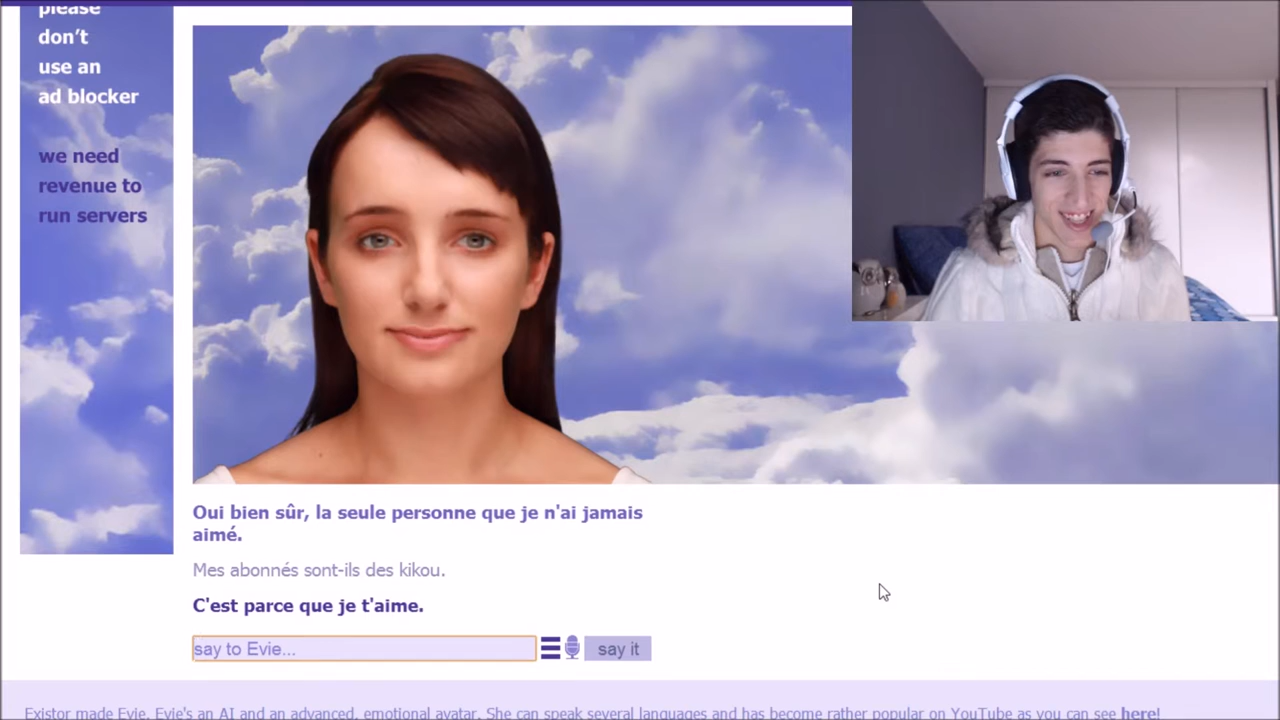 please
don’t
use an
ad blocker
we need
revenue to
run servers
Oui bien sûr, la seule personne que je n'ai jamais
aimé.
Mes abonnés sont-ils des kikou.
C'est parce que je t'aime.
say to Evie...
say it
Existor made Evie. Evie's an AI and an advanced, emotional avatar. She can speak several languages and has become rather popular on YouTube as you can see here!